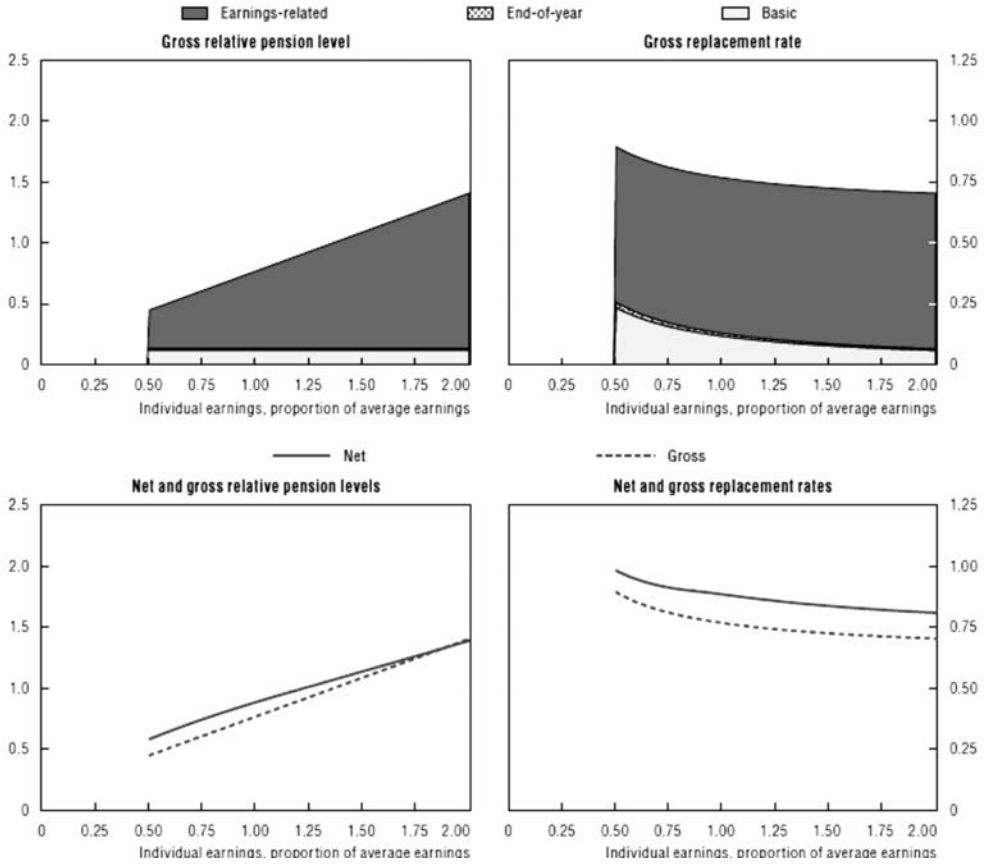 Earnings-related End-of-year Basic
Gross relative pension level
2.5
2.0
1.5
1.0
0.5
0
0 0.25 0.50 0.75 1.00 1.25 1.50 1.75 2.00
Individual earnings, proportion of average earnings
Gross replacement rate
1.25
1.00
0.75
0.50
0.25
0
0 0.25 0.50 0.75 1.00 1.25 1.50 1.75 2.00
Individual earnings, proportion of average earnings
Net Gross
Net and gross relative pension levels
2.5
2.0
1.5
1.0
0.5
0
0 0.25 0.50 0.75 1.00 1.25 1.50 1.75 2.00
Individual earnings, proportion of average earnings
Net and gross replacement rates
1.25
1.00
0.75
0.50
0.25
0
0 0.25 0.50 0.75 1.00 1.25 1.50 1.75 2.00
Individual earnings, proportion of average earnings